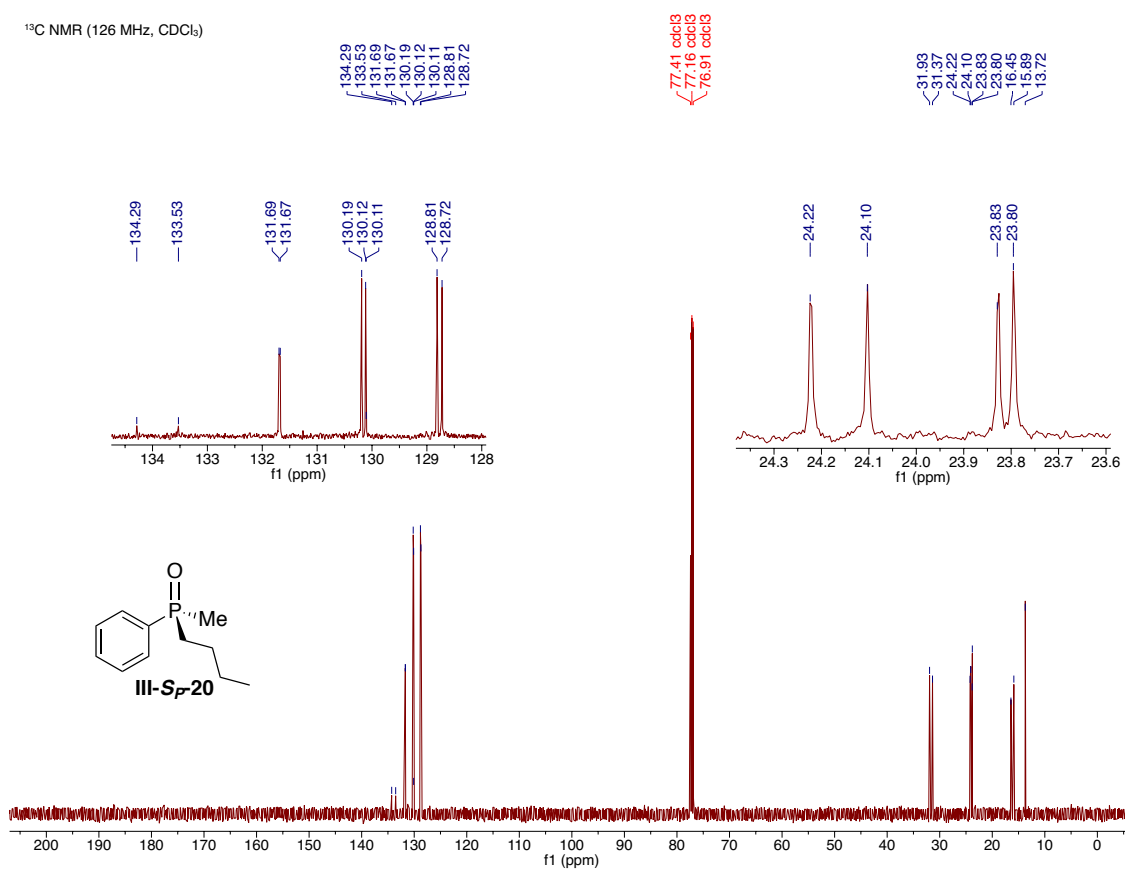 ¹³C NMR (126 MHz, CDCl₃)
134.29
133.53
131.69
131.67
130.19
130.12
130.11
128.81
128.72
77.41 cdcl3
77.16 cdcl3
76.91 cdcl3
31.93
31.37
24.22
24.10
23.83
23.80
16.45
15.89
13.72
134.29
133.53
131.69
131.67
130.19
130.12
130.11
128.81
128.72
134 133 132 131 130 129 128
f1 (ppm)
24.22
24.10
23.83
23.80
24.3 24.2 24.1 24.0 23.9 23.8 23.7 23.6
f1 (ppm)
O
P Me
III-S_P-20
200 190 180 170 160 150 140 130 120 110 100 90 80 70 60 50 40 30 20 10 0
f1 (ppm)